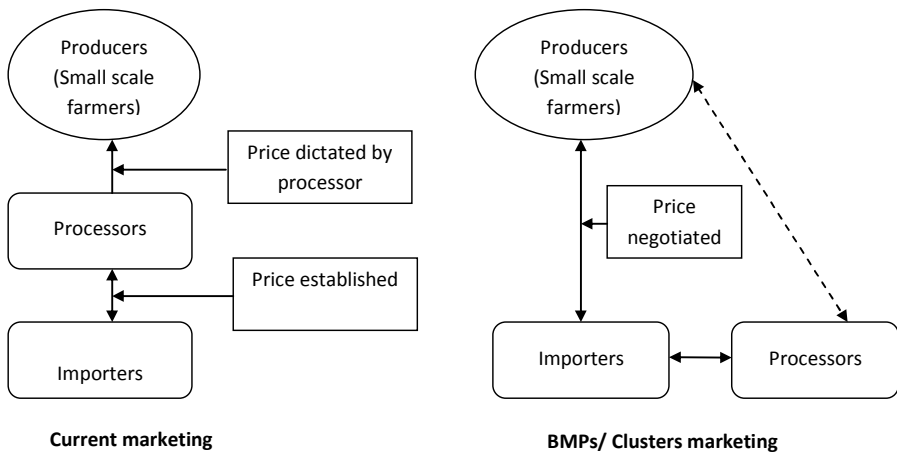 Producers
(Small scale
farmers)
Price dictated by
processor
Processors
Price established
Importers
Current marketing
Producers
(Small scale
farmers)
Price
negotiated
Importers
Processors
BMPs/ Clusters marketing